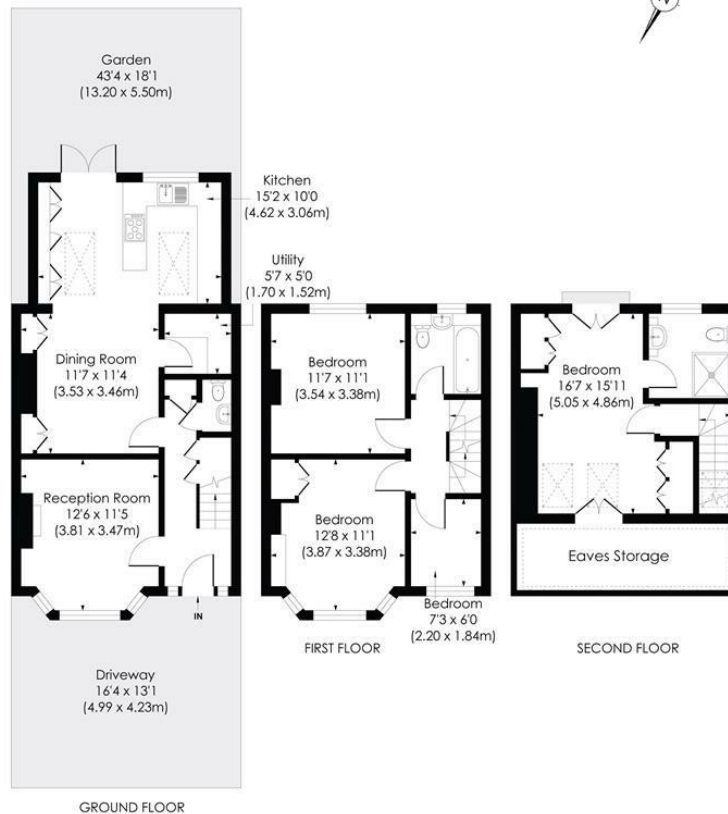 Garden
43'4 x 18'1
(13.20 x 5.50m)
Kitchen
15'2 x 10'0
(4.62 x 3.06m)
Utility
5'7 x 5'0
(1.70 x 1.52m)
Dining Room
11'7 x 11'4
(3.53 x 3.46m)
Reception Room
12'6 x 11'5
(3.81 x 3.47m)
IN
Driveway
16'4 x 13'1
(4.99 x 4.23m)
GROUND FLOOR
Bedroom
11'7 x 11'1
(3.54 x 3.38m)
Bedroom
12'8 x 11'1
(3.87 x 3.38m)
Bedroom
7'3 x 6'0
(2.20 x 1.84m)
FIRST FLOOR
Bedroom
16'7 x 15'11
(5.05 x 4.86m)
Eaves Storage
SECOND FLOOR